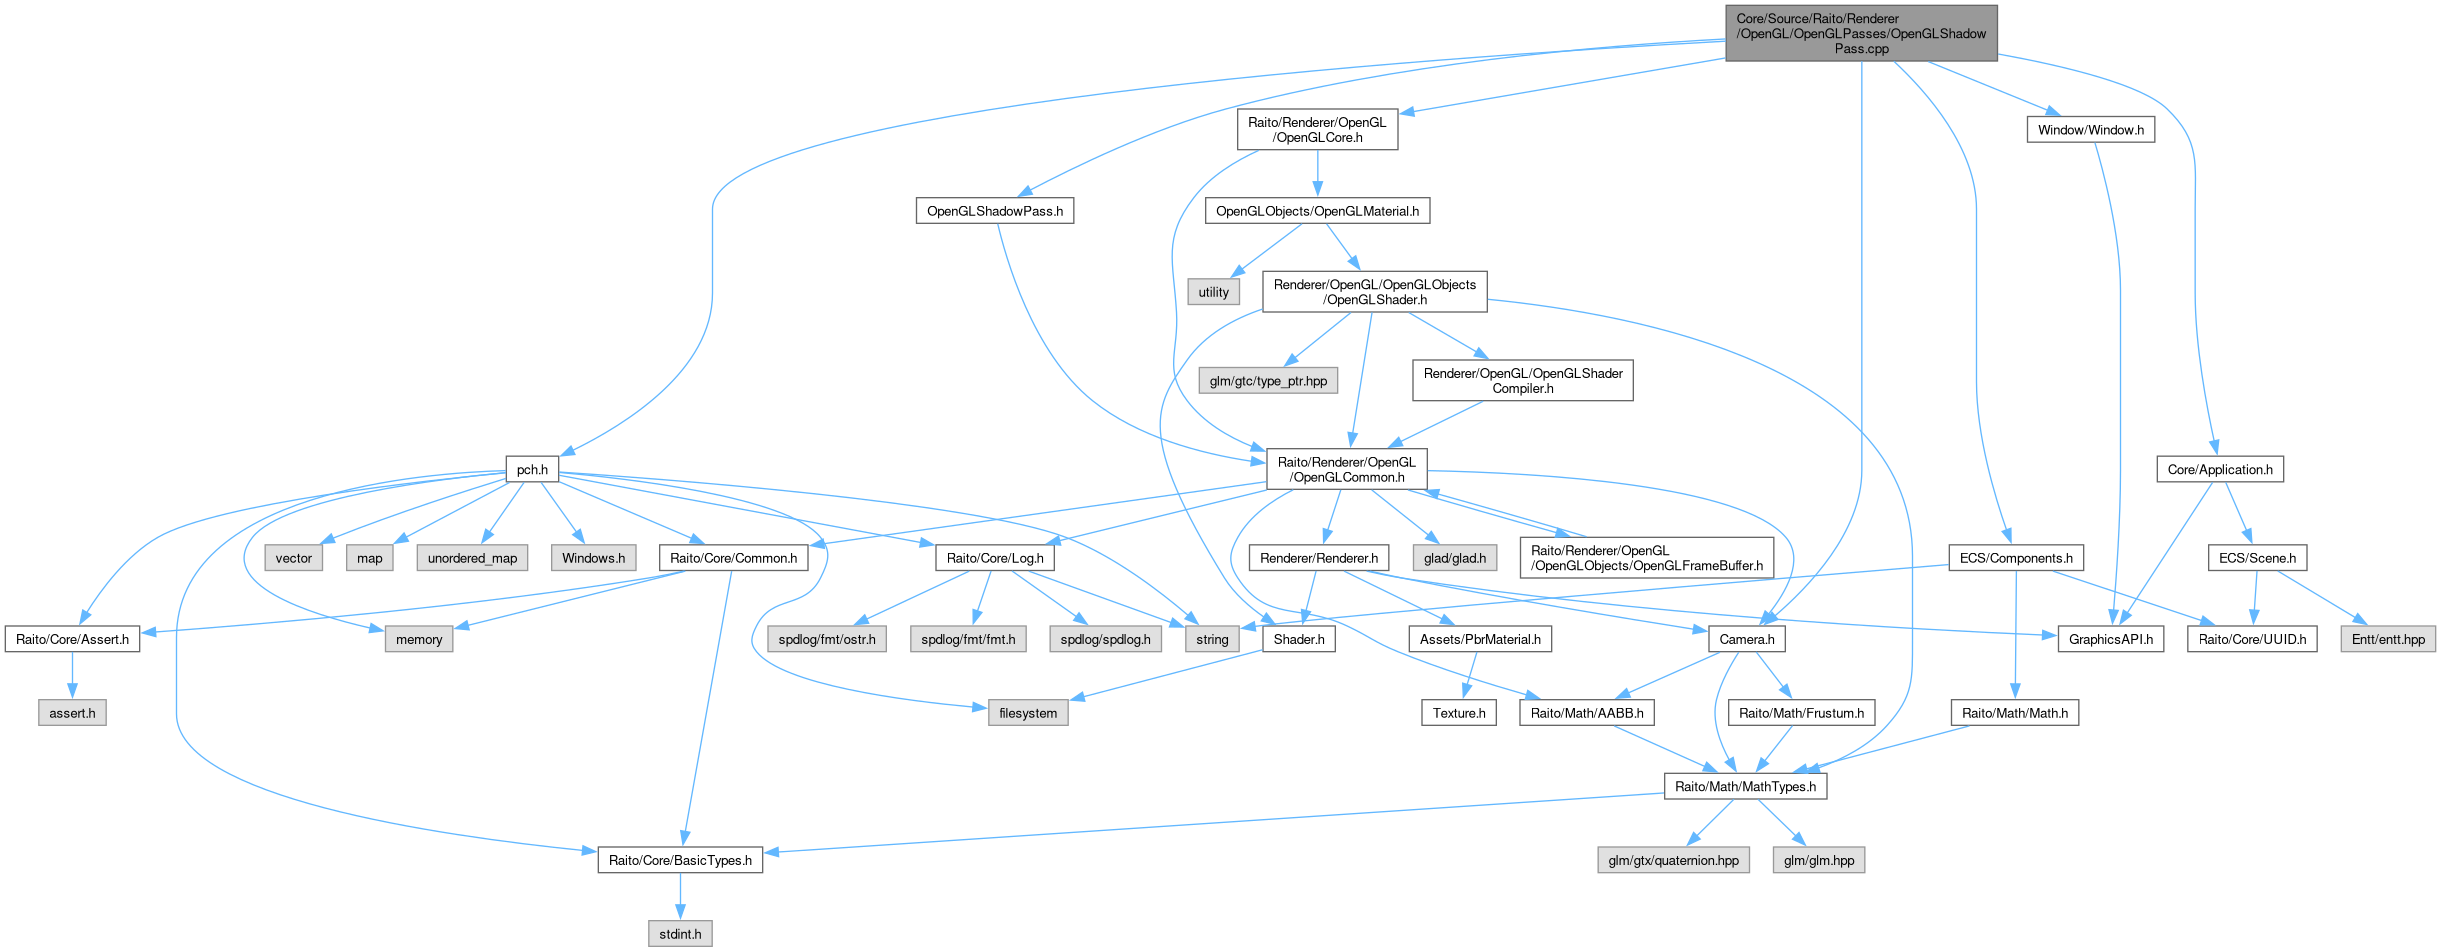 Core/Source/Raito/Renderer
/OpenGL/OpenGLPasses/OpenGLShadow
Pass.cpp
Raito/Renderer/OpenGL
/OpenGLCore.h
Window/Window.h
OpenGLShadowPass.h
OpenGLObjects/OpenGLMaterial.h
utility
Renderer/OpenGL/OpenGLObjects
/OpenGLShader.h
glm/gtc/type_ptr.hpp
Renderer/OpenGL/OpenGLShader
Compiler.h
pch.h
Raito/Renderer/OpenGL
/OpenGLCommon.h
Core/Application.h
vector
map
unordered_map
Windows.h
Raito/Core/Common.h
Raito/Core/Log.h
Renderer/Renderer.h
glad/glad.h
Raito/Renderer/OpenGL
/OpenGLObjects/OpenGLFrameBuffer.h
ECS/Components.h
ECS/Scene.h
Raito/Core/Assert.h
memory
spdlog/fmt/ostr.h
spdlog/fmt/fmt.h
spdlog/spdlog.h
string
Shader.h
Assets/PbrMaterial.h
Camera.h
GraphicsAPI.h
Raito/Core/UUID.h
Entt/entt.hpp
assert.h
filesystem
Texture.h
Raito/Math/AABB.h
Raito/Math/Frustum.h
Raito/Math/Math.h
Raito/Math/MathTypes.h
Raito/Core/BasicTypes.h
glm/gtx/quaternion.hpp
glm/glm.hpp
stdint.h